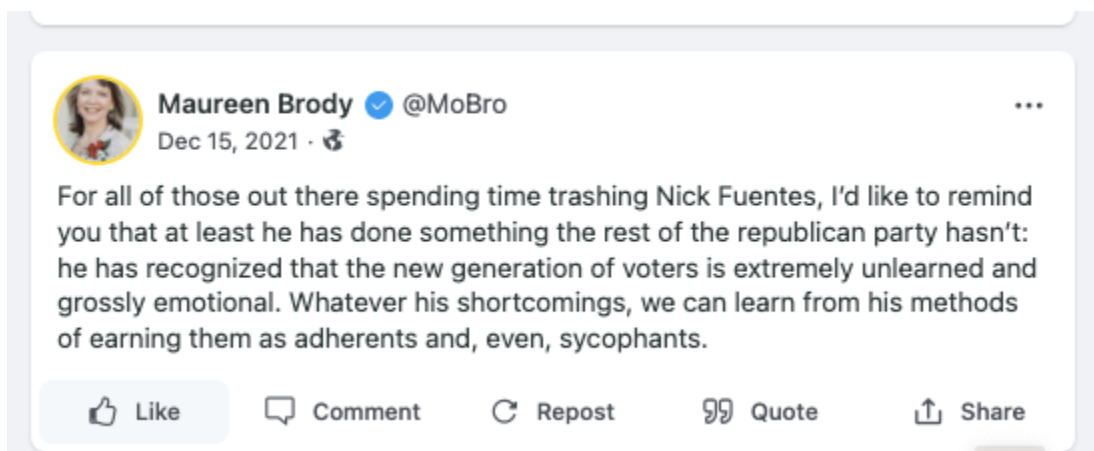 Maureen Brody @MoBro
Dec 15, 2021 ·
For all of those out there spending time trashing Nick Fuentes, I’d like to remind
you that at least he has done something the rest of the republican party hasn’t:
he has recognized that the new generation of voters is extremely unlearned and
grossly emotional. Whatever his shortcomings, we can learn from his methods
of earning them as adherents and, even, sycophants.
Like Comment Repost Quote Share